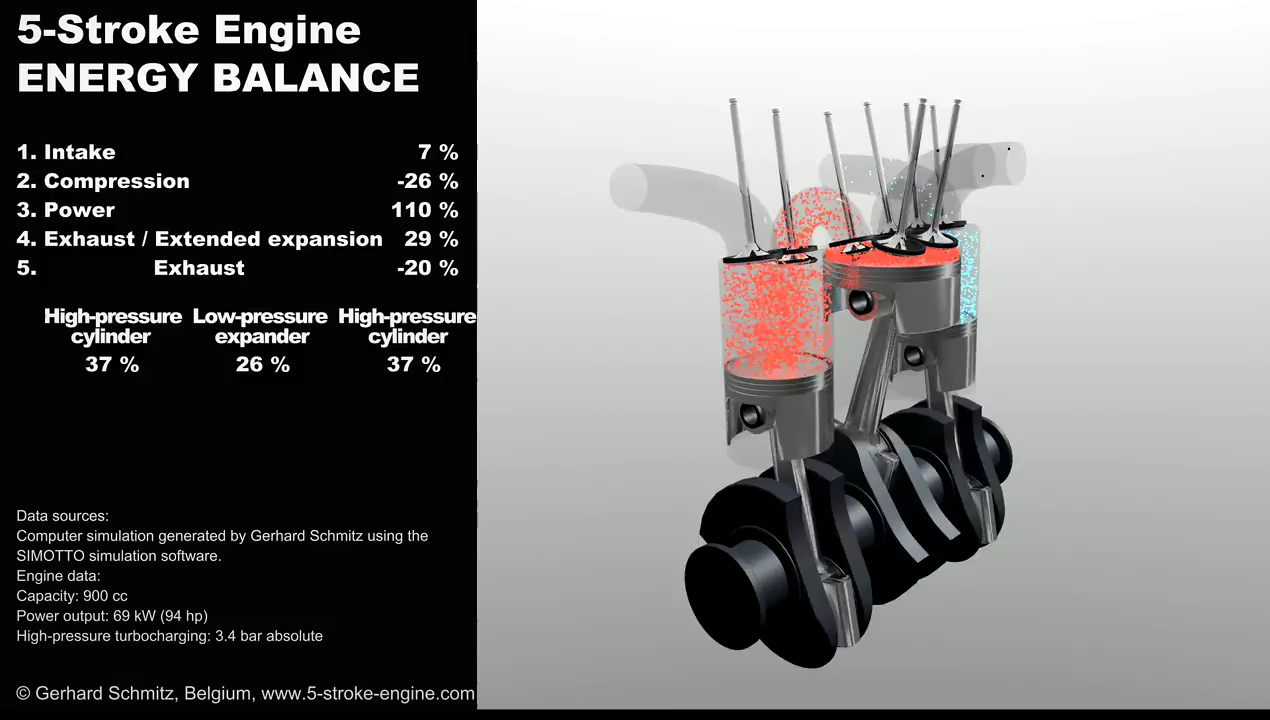 5-Stroke Engine
ENERGY BALANCE
1. Intake 7 %
2. Compression -26 %
3. Power 110 %
4. Exhaust / Extended expansion 29 %
5. Exhaust -20 %
High-pressure Low-pressure High-pressure
cylinder expander cylinder
37 % 26 % 37 %
Data sources:
Computer simulation generated by Gerhard Schmitz using the
SIMOTTO simulation software.
Engine data:
Capacity: 900 cc
Power output: 69 kW (94 hp)
High-pressure turbocharging: 3.4 bar absolute
© Gerhard Schmitz, Belgium, www.5-stroke-engine.com